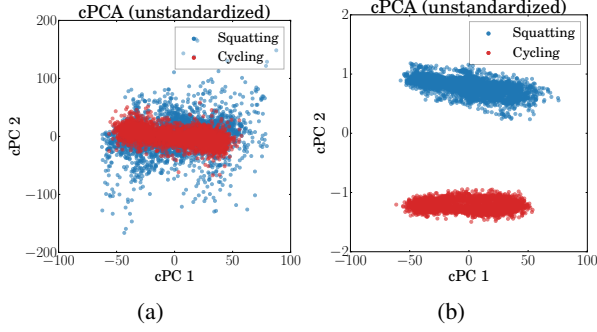 cPCA (unstandardized)
200
100
0
−100
−200
−100
−50
0
50
100
cPC 2
cPC 1
Squatting
Cycling
(a)
cPCA (unstandardized)
2
1
0
−1
−2
−100
−50
0
50
100
cPC 2
cPC 1
Squatting
Cycling
(b)